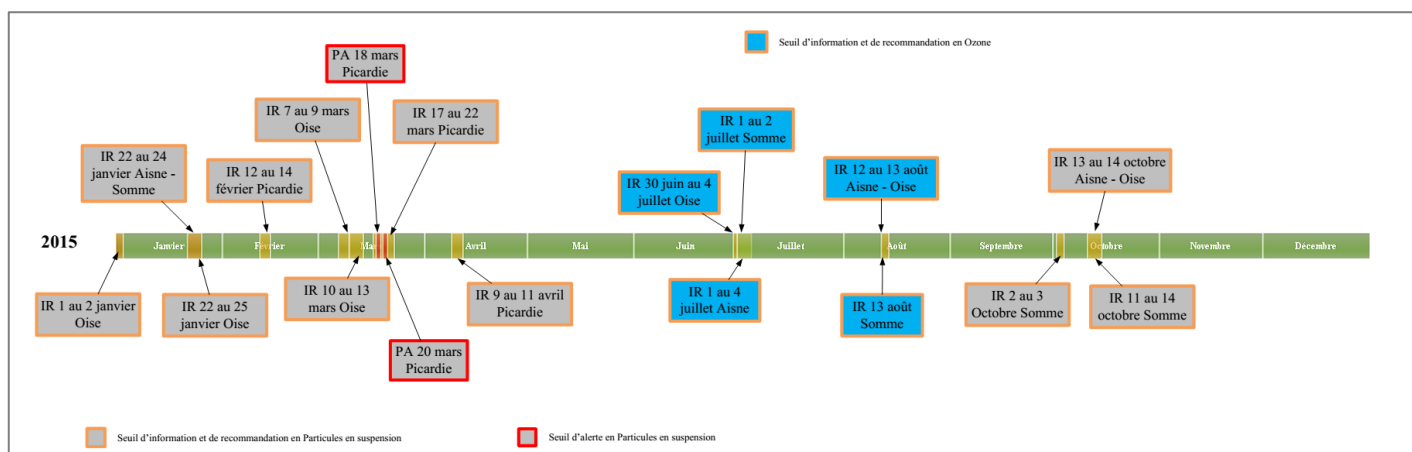 Seuil d'information et de recommandation en Ozone
PA 18 mars
Picardie
IR 7 au 9 mars
Oise
IR 17 au 22
mars Picardie
IR 1 au 2
juillet Somme
IR 22 au 24
janvier Aisne -
Somme
IR 12 au 14
février Picardie
IR 30 juin au 4
juillet Oise
IR 12 au 13 août
Aisne - Oise
IR 13 au 14 octobre
Aisne - Oise
2015
Janvier
Février
Mars
Avril
Mai
Juin
Juillet
Août
Septembre
Octobre
Novembre
Décembre
IR 1 au 2 janvier
Oise
IR 22 au 25
janvier Oise
IR 10 au 13
mars Oise
IR 9 au 11 avril
Picardie
IR 1 au 4
juillet Aisne
IR 13 août
Somme
IR 2 au 3
Octobre Somme
IR 11 au 14
octobre Somme
PA 20 mars
Picardie
Seuil d'information et de recommandation en Particules en suspension
Seuil d'alerte en Particules en suspension